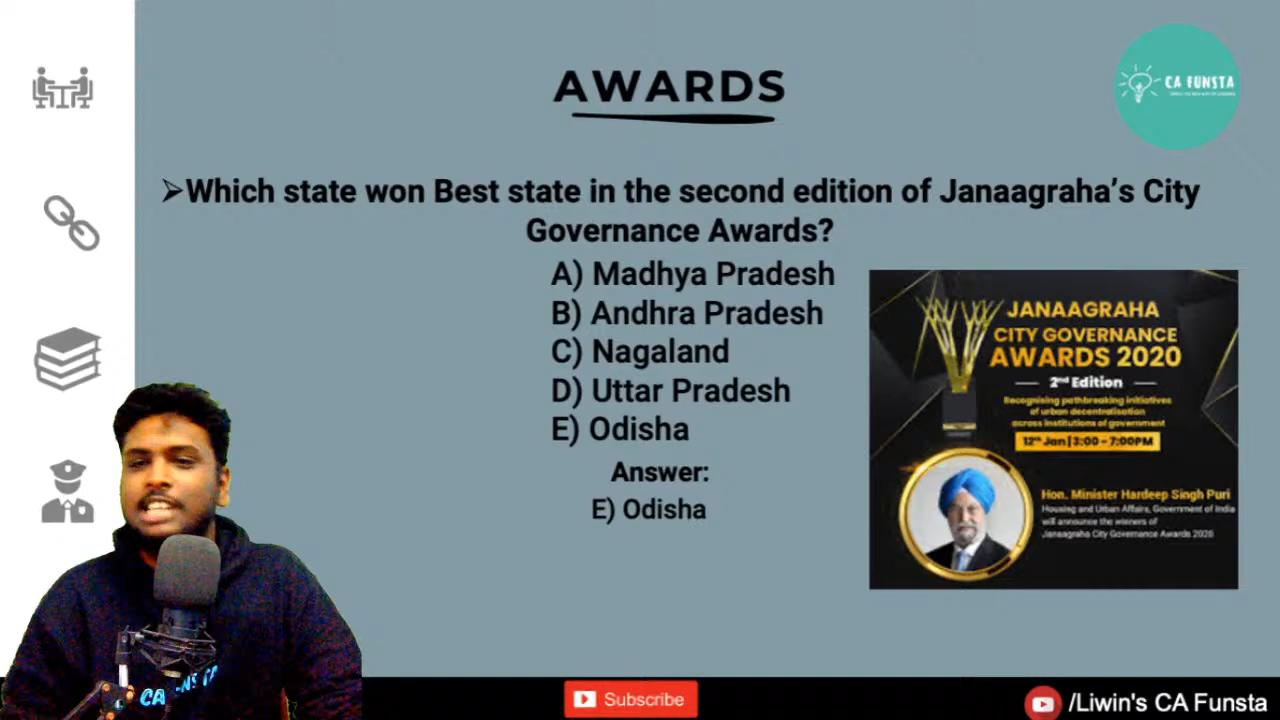 AWARDS
CA FUNSTA
➢Which state won Best state in the second edition of Janaagraha's City
Governance Awards?
A) Madhya Pradesh
B) Andhra Pradesh
C) Nagaland
D) Uttar Pradesh
E) Odisha
Answer:
E) Odisha
JANAAGRAHA
CITY GOVERNANCE
AWARDS 2020
2nd Edition
Recognising pathbreaking initiatives
of urban decentralisation
across institutions of government
12th Jan | 3:00 - 7:00PM
Hon. Minister Hardeep Singh Puri
Housing and Urban Affairs, Government of India
will announce the winners of
Janaagraha City Governance Awards 2020
CA
Subscribe
/Liwin's CA Funsta